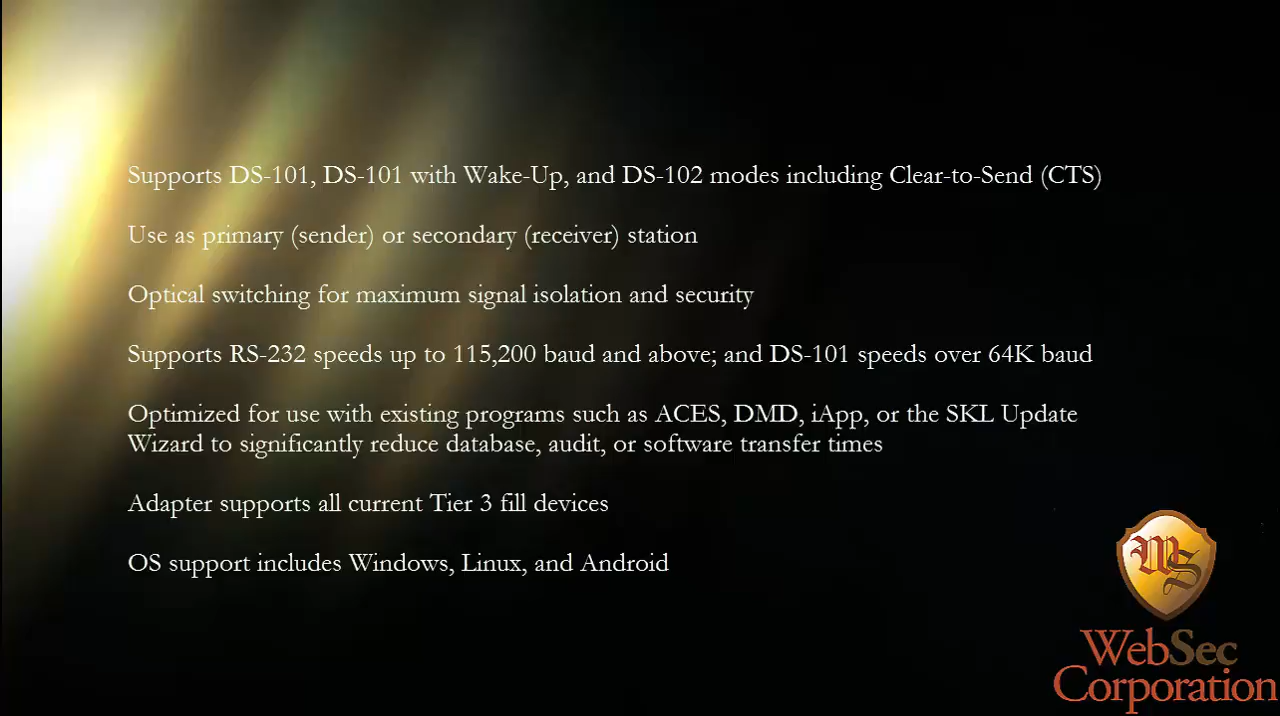 Supports DS-101, DS-101 with Wake-Up, and DS-102 modes including Clear-to-Send (CTS)
Use as primary (sender) or secondary (receiver) station
Optical switching for maximum signal isolation and security
Supports RS-232 speeds up to 115,200 baud and above; and DS-101 speeds over 64K baud
Optimized for use with existing programs such as ACES, DMD, iApp, or the SKL Update
Wizard to significantly reduce database, audit, or software transfer times
Adapter supports all current Tier 3 fill devices
OS support includes Windows, Linux, and Android
WS
WebSec
Corporation